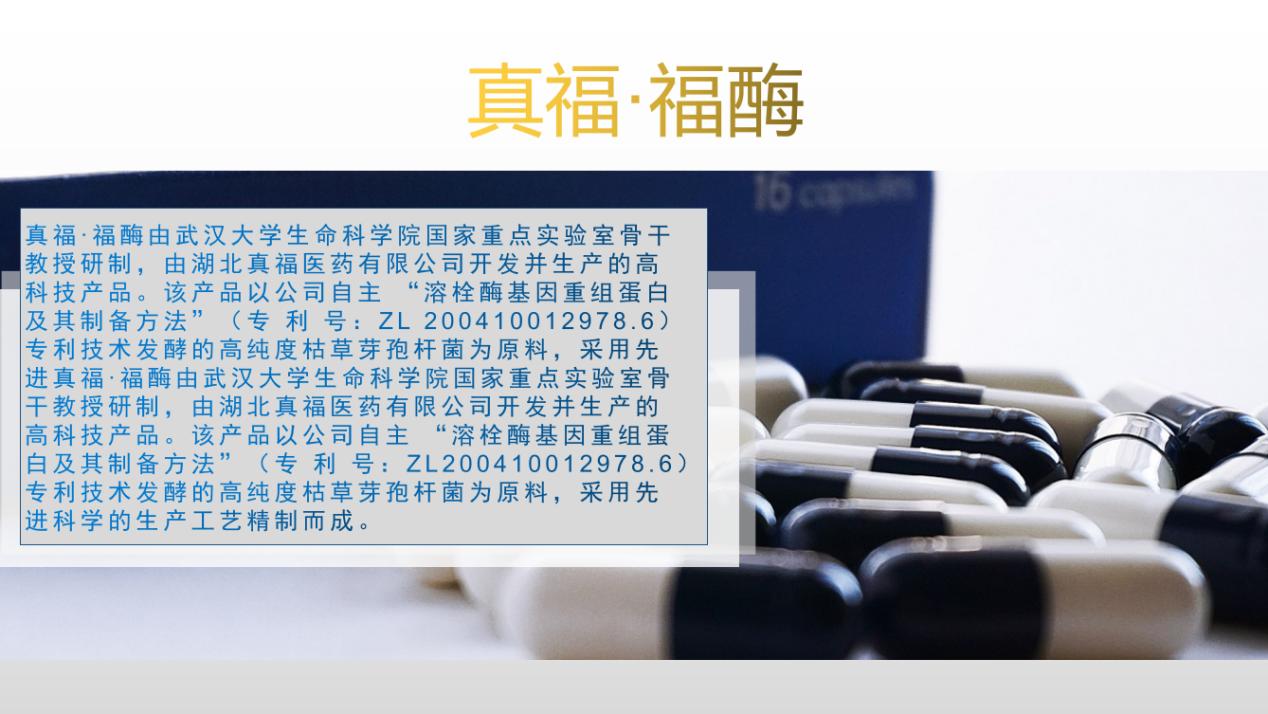 真福·福酶
16 capsules
真福·福酶由武汉大学生命科学院国家重点实验室骨干
教授研制，由湖北真福医药有限公司开发并生产的高
科技产品。该产品以公司自主 “溶栓酶基因重组蛋白
及其制备方法”（专 利 号：ZL 200410012978.6）
专利技术发酵的高纯度枯草芽孢杆菌为原料，采用先
进真福·福酶由武汉大学生命科学院国家重点实验室骨
干教授研制，由湖北真福医药有限公司开发并生产的
高科技产品。该产品以公司自主 “溶栓酶基因重组蛋
白及其制备方法”（专 利 号：ZL200410012978.6）
专利技术发酵的高纯度枯草芽孢杆菌为原料，采用先
进科学的生产工艺精制而成。